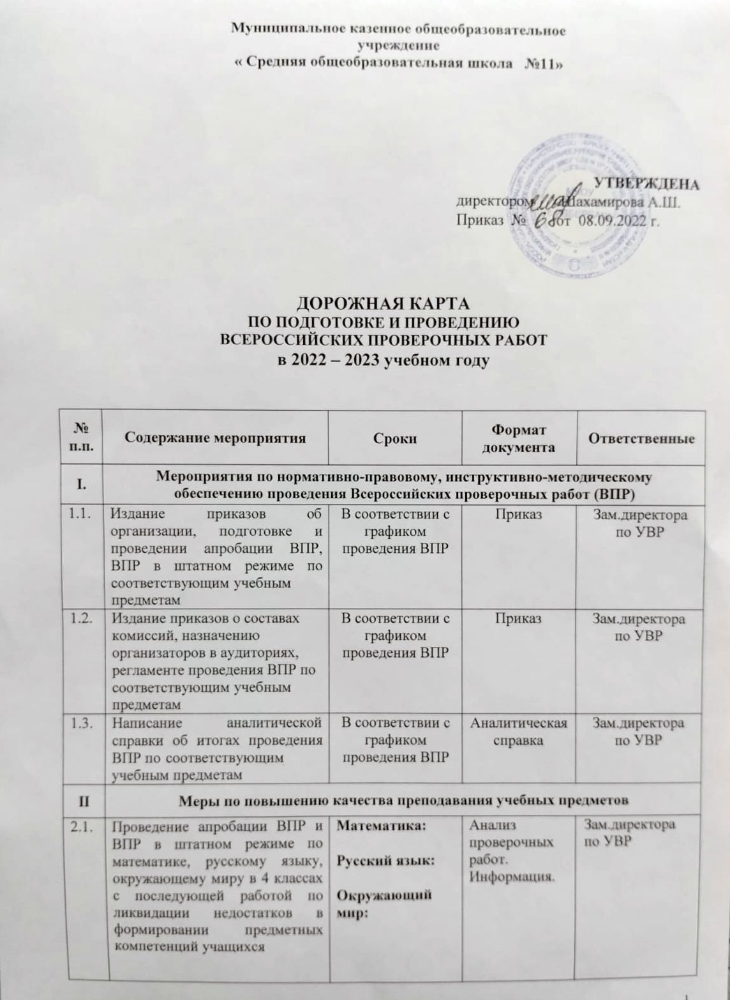 Муниципальное казенное общеобразовательное
учреждение
« Средняя общеобразовательная школа №11»
УТВЕРЖДЕНА
директором Шахамирова А.Ш.
Приказ № 68 от 08.09.2022 г.
ДОРОЖНАЯ КАРТА
ПО ПОДГОТОВКЕ И ПРОВЕДЕНИЮ
ВСЕРОССИЙСКИХ ПРОВЕРОЧНЫХ РАБОТ
в 2022 – 2023 учебном году
№
п.п.
Содержание мероприятия
Сроки
Формат
документа
Ответственные
I.
Мероприятия по нормативно-правовому, инструктивно-методическому
обеспечению проведения Всероссийских проверочных работ (ВПР)
1.1.
Издание приказов об
организации, подготовке и
проведении апробации ВПР,
ВПР в штатном режиме по
соответствующим учебным
предметам
В соответствии с
графиком
проведения ВПР
Приказ
Зам.директора
по УВР
1.2.
Издание приказов о составах
комиссий, назначению
организаторов в аудиториях,
регламенте проведения ВПР по
соответствующим учебным
предметам
В соответствии с
графиком
проведения ВПР
Приказ
Зам.директора
по УВР
1.3.
Написание аналитической
справки об итогах проведения
ВПР по соответствующим
учебным предметам
В соответствии с
графиком
проведения ВПР
Аналитическая
справка
Зам.директора
по УВР
II
Меры по повышению качества преподавания учебных предметов
2.1.
Проведение апробации ВПР и
ВПР в штатном режиме по
математике, русскому языку,
окружающему миру в 4 классах
с последующей работой по
ликвидации недостатков в
формировании предметных
компетенций учащихся
Математика:
Русский язык:
Окружающий
мир:
Анализ
проверочных
работ.
Информация.
Зам.директора
по УВР
1